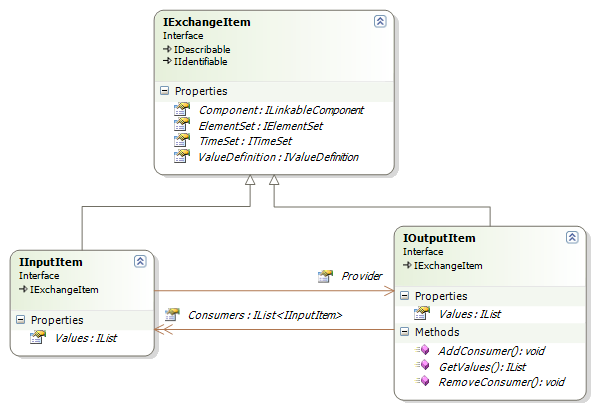 IExchangeItem
Interface
IDescribable
IIdentifiable
Properties
Component : ILinkableComponent
ElementSet : IElementSet
TimeSet : ITimeSet
ValueDefinition : IValueDefinition
IInputItem
Interface
IExchangeItem
Properties
Values : IList
Provider
Consumers : IList<IInputItem>
IOutputItem
Interface
IExchangeItem
Properties
Values : IList
Methods
AddConsumer() : void
GetValues() : IList
RemoveConsumer() : void